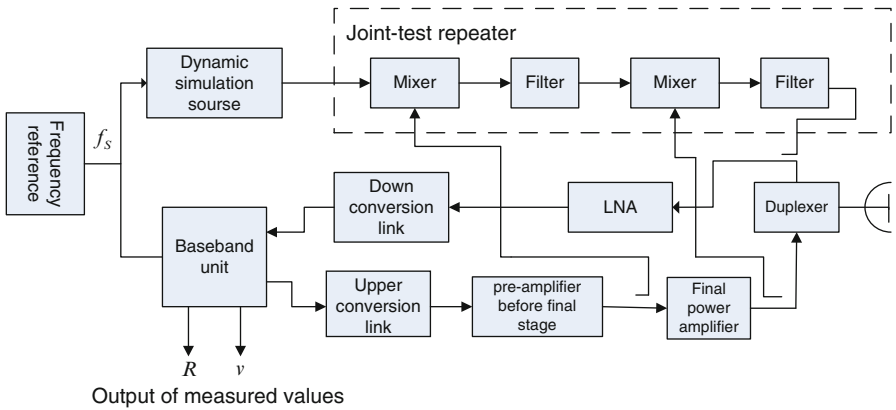 Joint-test repeater
Dynamic
simulation
sourse
Mixer
Filter
Mixer
Filter
Frequency
reference
fS
Down
conversion
link
LNA
Duplexer
Baseband
unit
Upper
conversion
link
pre-amplifier
before final
stage
Final
power
amplifier
R
v
Output of measured values